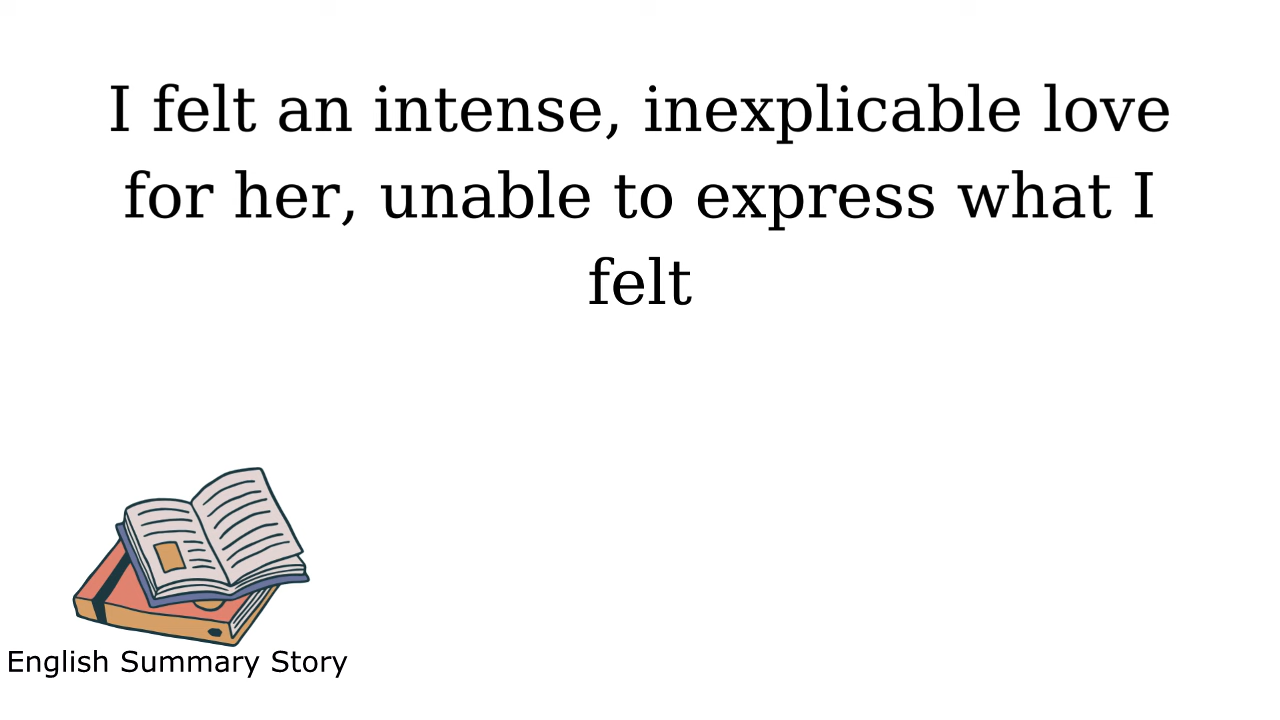 I felt an intense, inexplicable love
for her, unable to express what I
felt
English Summary Story